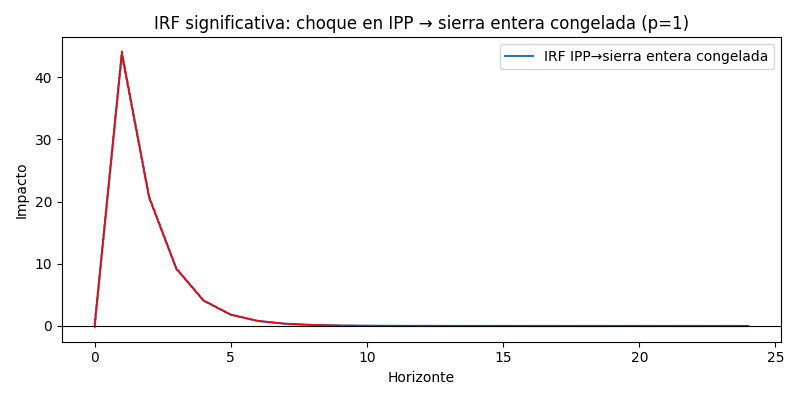 IRF significativa: choque en IPP → sierra entera congelada (p=1)
IRF IPP→sierra entera congelada
Impacto
40
30
20
10
0
0 5 10 15 20 25
Horizonte